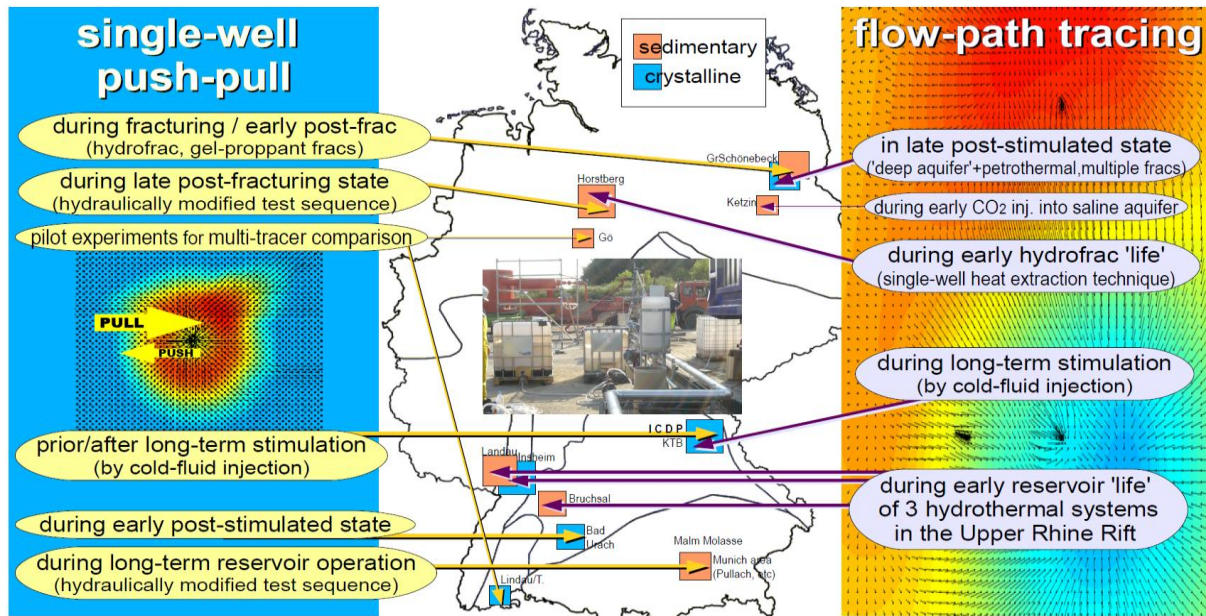 single-well
push-pull
during fracturing / early post-frac
(hydrofrac, gel-proppant fracs)
during late post-fracturing state
(hydraulically modified test sequence)
pilot experiments for multi-tracer comparison
PULL
PUSH
prior/after long-term stimulation
(by cold-fluid injection)
during early post-stimulated state
during long-term reservoir operation
(hydraulically modified test sequence)
sedimentary
crystalline
GrSchönebeck
Horstberg
Ketzin
Gö
ICDP
KTB
Landau
Insheim
Bruchsal
Bad
Urach
Malm Molasse
Munich area
(Pullach, etc)
Lindau/T.
flow-path tracing
in late post-stimulated state
('deep aquifer'+petrothermal,multiple fracs)
during early CO₂ inj. into saline aquifer
during early hydrofrac 'life'
(single-well heat extraction technique)
during long-term stimulation
(by cold-fluid injection)
during early reservoir 'life'
of 3 hydrothermal systems
in the Upper Rhine Rift